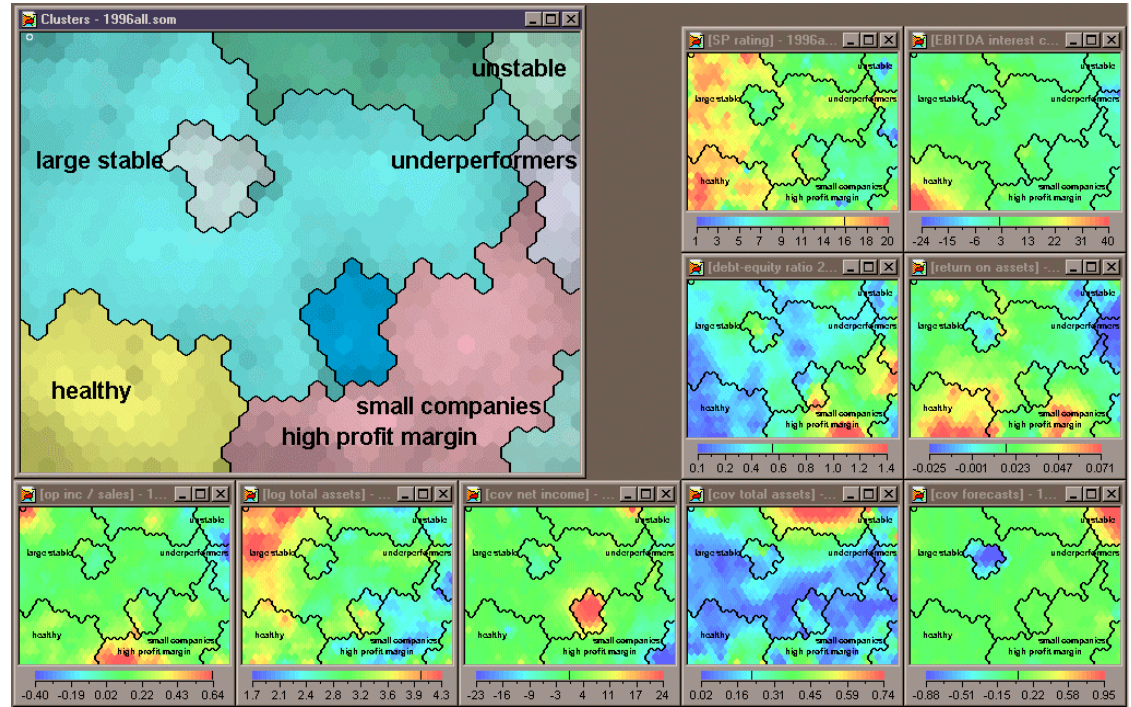 Clusters - 1996all.som
unstable
large stable
underperformers
healthy
small companies
high profit margin
[SP rating] - 1996a...
unstable
large stable
underperformers
healthy
small companies
high profit margin
1 3 5 7 9 11 14 16 18 20
[EBITDA interest c...
unstable
large stable
underperformers
healthy
small companies
high profit margin
-24 -15 -6 3 13 22 31 40
[debt-equity ratio 2...
unstable
large stable
underperformers
healthy
small companies
high profit margin
0.1 0.3 0.5 0.6 0.8 1.0 1.2 1.4
[return on assets] -...
unstable
large stable
underperformers
healthy
small companies
high profit margin
-0.025 -0.001 0.023 0.047 0.071
[op inc / sales] - 1...
unstable
large stable
underperformers
healthy
small companies
high profit margin
-0.40 -0.19 0.02 0.22 0.43 0.64
[log total assets] - ...
unstable
large stable
underperformers
healthy
small companies
high profit margin
1.7 2.1 2.4 2.8 3.2 3.6 3.9 4.3
[cov net income] - ...
unstable
large stable
underperformers
healthy
small companies
high profit margin
-23 -16 -10 -3 4 11 17 24
[cov total assets] -...
unstable
large stable
underperformers
healthy
small companies
high profit margin
0.02 0.16 0.31 0.45 0.59 0.74
[cov forecasts] - 1...
unstable
large stable
underperformers
healthy
small companies
high profit margin
-0.88 -0.51 -0.15 0.22 0.58 0.95